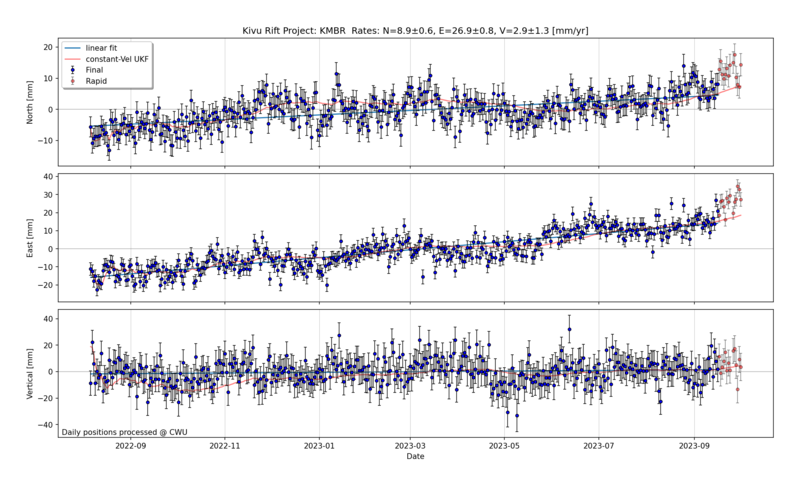 Kivu Rift Project: KMBR Rates: N=8.9±0.6, E=26.9±0.8, V=2.9±1.3 [mm/yr]
linear fit
constant-Vel UKF
Final
Rapid
North [mm]
20
10
0
−10
East [mm]
40
30
20
10
0
−10
−20
Vertical [mm]
40
20
0
−20
−40
Daily positions processed @ CWU
2022-09 2022-11 2023-01 2023-03 2023-05 2023-07 2023-09
Date